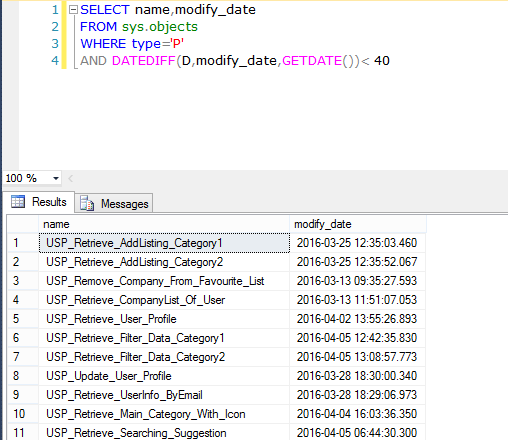 1 SELECT name,modify_date
2 FROM sys.objects
3 WHERE type='P'
4 AND DATEDIFF(D,modify_date,GETDATE())< 40
100 %
Results Messages
name modify_date
1 USP_Retrieve_AddListing_Category1 2016-03-25 12:35:03.460
2 USP_Retrieve_AddListing_Category2 2016-03-25 12:35:52.067
3 USP_Remove_Company_From_Favourite_List 2016-03-13 09:35:27.593
4 USP_Retrieve_CompanyList_Of_User 2016-03-13 11:51:07.053
5 USP_Retrieve_User_Profile 2016-04-02 13:55:26.893
6 USP_Retrieve_Filter_Data_Category1 2016-04-05 12:42:35.830
7 USP_Retrieve_Filter_Data_Category2 2016-04-05 13:08:57.773
8 USP_Update_User_Profile 2016-03-28 18:30:00.340
9 USP_Retrieve_UserInfo_ByEmail 2016-03-28 18:29:06.973
10 USP_Retrieve_Main_Category_With_Icon 2016-04-04 16:03:36.350
11 USP_Retrieve_Searching_Suggestion 2016-04-05 06:44:30.300